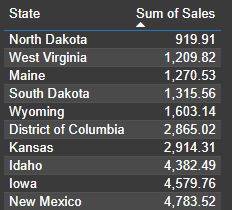 State Sum of Sales
North Dakota 919.91
West Virginia 1,209.82
Maine 1,270.53
South Dakota 1,315.56
Wyoming 1,603.14
District of Columbia 2,865.02
Kansas 2,914.31
Idaho 4,382.49
Iowa 4,579.76
New Mexico 4,783.52